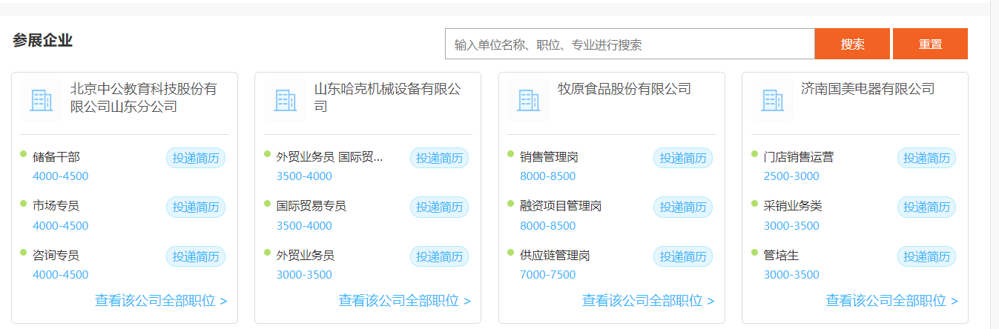 参展企业
输入单位名称、职位、专业进行搜索
搜索
重置
北京中公教育科技股份有
限公司山东分公司
储备干部
投递简历
4000-4500
市场专员
投递简历
4000-4500
咨询专员
投递简历
4000-4500
查看该公司全部职位 >
山东哈克机械设备有限公
司
外贸业务员 国际贸...
投递简历
3500-4000
国际贸易专员
投递简历
3500-4000
外贸业务员
投递简历
3000-3500
查看该公司全部职位 >
牧原食品股份有限公司
销售管理岗
投递简历
8000-8500
融资项目管理岗
投递简历
8000-8500
供应链管理岗
投递简历
7000-7500
查看该公司全部职位 >
济南国美电器有限公司
门店销售运营
投递简历
2500-3000
采销业务类
投递简历
3000-3500
管培生
投递简历
3000-3500
查看该公司全部职位 >